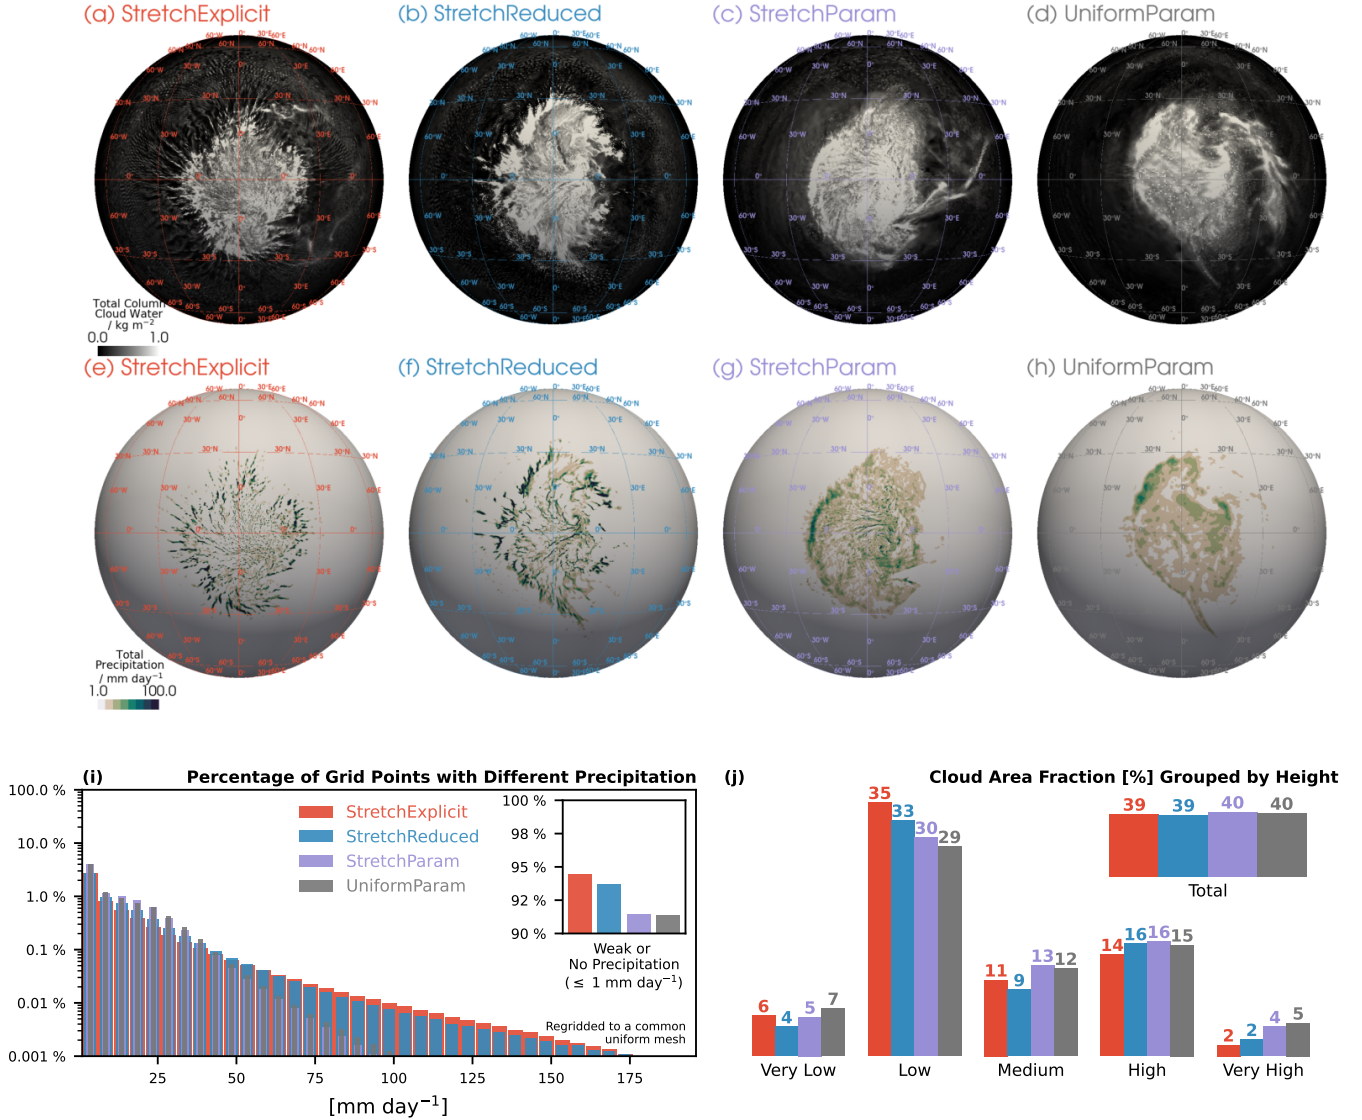 (a) StretchExplicit
(b) StretchReduced
(c) StretchParam
(d) UniformParam
Total Column
Cloud Water
/ kg m⁻²
0.0 1.0
(e) StretchExplicit
(f) StretchReduced
(g) StretchParam
(h) UniformParam
Total
Precipitation
/ mm day⁻¹
1.0 100.0
(i) Percentage of Grid Points with Different Precipitation
100.0 %
10.0 %
1.0 %
0.1 %
0.01 %
0.001 %
StretchExplicit
StretchReduced
StretchParam
UniformParam
100 %
98 %
95 %
92 %
90 %
Weak or
No Precipitation
(≤ 1 mm day⁻¹)
Regridded to a common
uniform mesh
25 50 75 100 125 150 175
[mm day⁻¹]
(j) Cloud Area Fraction [%] Grouped by Height
39 39 40 40
Total
6 4 5 7
Very Low
35 33 30 29
Low
11 9 13 12
Medium
14 16 16 15
High
2 2 4 5
Very High